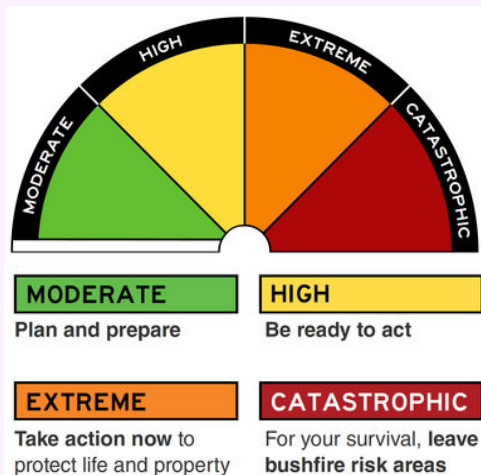 MODERATE
HIGH
EXTREME
CATASTROPHIC
MODERATE
Plan and prepare
HIGH
Be ready to act
EXTREME
Take action now to
protect life and property
CATASTROPHIC
For your survival, leave
bushfire risk areas